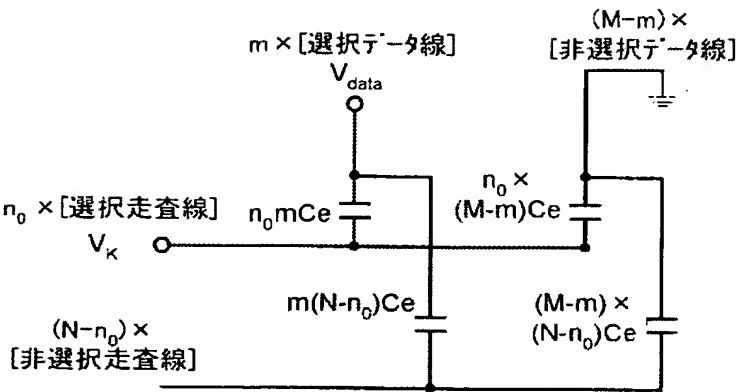 (M-m)×
[非選択データ線]
m×[選択データ線]
V_data
n₀×[選択走査線]
V_K
n₀mCe
n₀×
(M-m)Ce
m(N-n₀)Ce
(M-m)×
(N-n₀)Ce
(N-n₀)×
[非選択走査線]